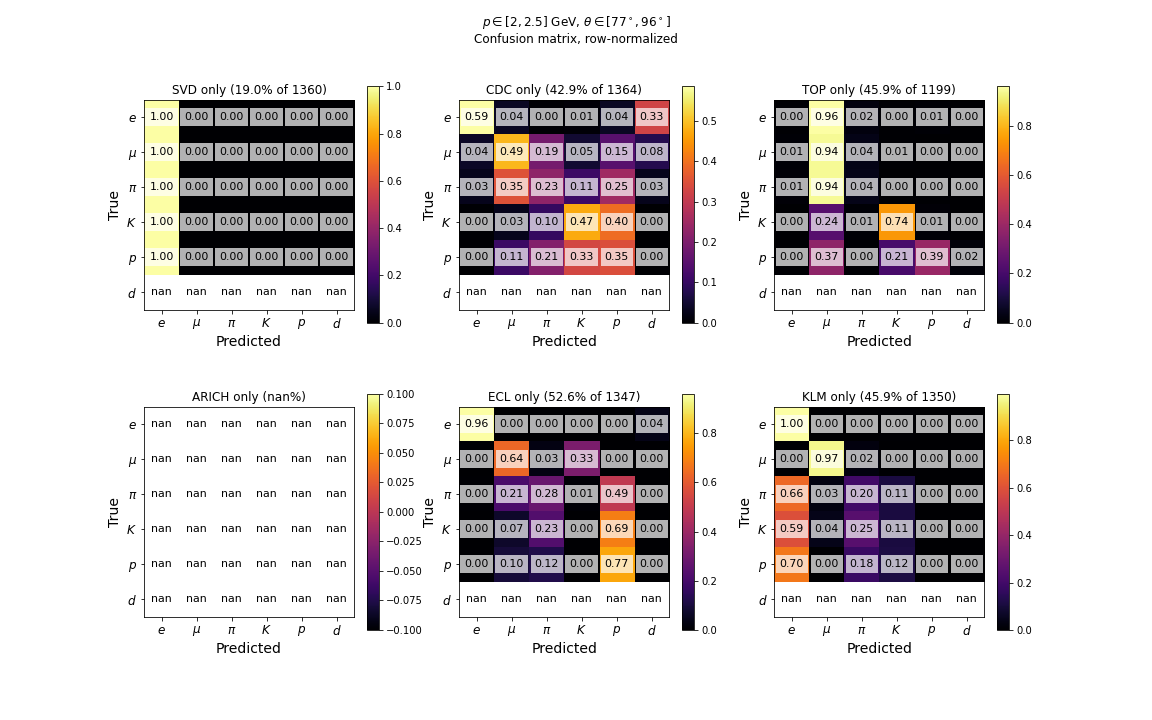 p ∈ [2, 2.5] GeV, θ ∈ [77°, 96°]
Confusion matrix, row-normalized
SVD only (19.0% of 1360)
True
e 1.00 0.00 0.00 0.00 0.00 0.00
μ 1.00 0.00 0.00 0.00 0.00 0.00
π 1.00 0.00 0.00 0.00 0.00 0.00
K 1.00 0.00 0.00 0.00 0.00 0.00
p 1.00 0.00 0.00 0.00 0.00 0.00
d nan nan nan nan nan nan
e μ π K p d
Predicted
1.0
0.8
0.6
0.4
0.2
0.0
CDC only (42.9% of 1364)
True
e 0.59 0.04 0.00 0.01 0.04 0.33
μ 0.04 0.49 0.19 0.05 0.15 0.08
π 0.03 0.35 0.23 0.11 0.25 0.03
K 0.00 0.03 0.10 0.47 0.40 0.00
p 0.00 0.11 0.21 0.33 0.35 0.00
d nan nan nan nan nan nan
e μ π K p d
Predicted
0.5
0.4
0.3
0.2
0.1
0.0
TOP only (45.9% of 1199)
True
e 0.00 0.96 0.02 0.00 0.01 0.00
μ 0.01 0.94 0.04 0.01 0.00 0.00
π 0.01 0.94 0.04 0.00 0.00 0.00
K 0.00 0.24 0.01 0.74 0.01 0.00
p 0.00 0.37 0.00 0.21 0.39 0.02
d nan nan nan nan nan nan
e μ π K p d
Predicted
0.8
0.6
0.4
0.2
0.0
ARICH only (nan%)
True
e nan nan nan nan nan nan
μ nan nan nan nan nan nan
π nan nan nan nan nan nan
K nan nan nan nan nan nan
p nan nan nan nan nan nan
d nan nan nan nan nan nan
e μ π K p d
Predicted
0.100
0.075
0.050
0.025
0.000
−0.025
−0.050
−0.075
−0.100
ECL only (52.6% of 1347)
True
e 0.96 0.00 0.00 0.00 0.00 0.04
μ 0.00 0.64 0.03 0.33 0.00 0.00
π 0.00 0.21 0.28 0.01 0.49 0.00
K 0.00 0.07 0.23 0.00 0.69 0.00
p 0.00 0.10 0.12 0.00 0.77 0.00
d nan nan nan nan nan nan
e μ π K p d
Predicted
0.8
0.6
0.4
0.2
0.0
KLM only (45.9% of 1350)
True
e 1.00 0.00 0.00 0.00 0.00 0.00
μ 0.00 0.97 0.02 0.00 0.00 0.00
π 0.66 0.03 0.20 0.11 0.00 0.00
K 0.59 0.04 0.25 0.11 0.00 0.00
p 0.70 0.00 0.18 0.12 0.00 0.00
d nan nan nan nan nan nan
e μ π K p d
Predicted
0.8
0.6
0.4
0.2
0.0